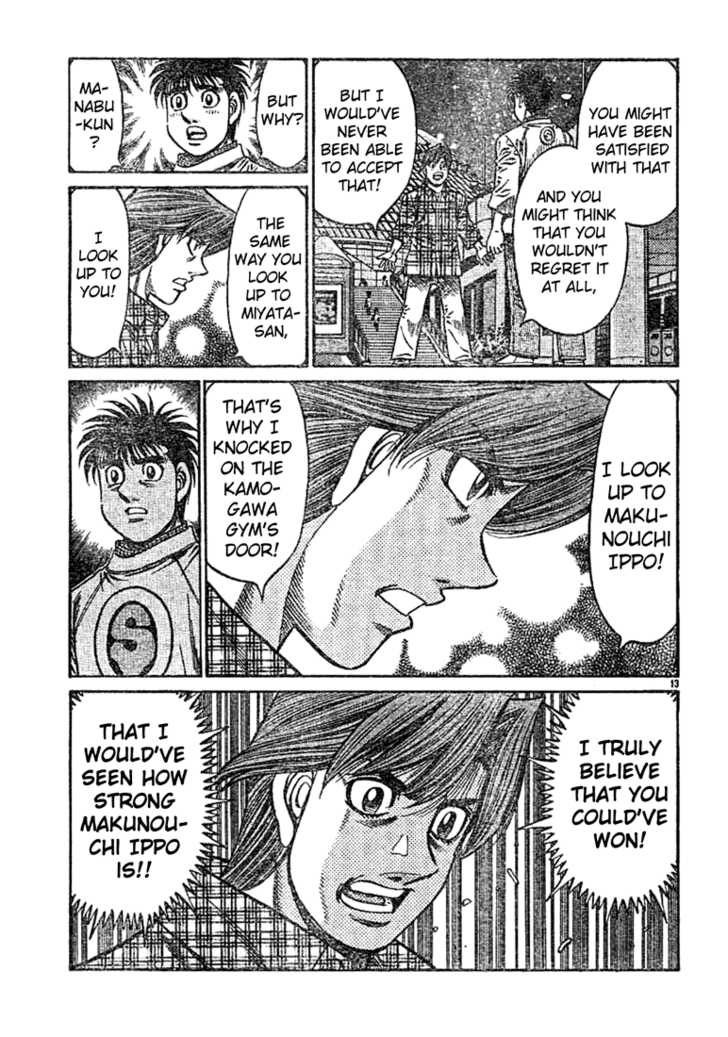 YOU MIGHT
HAVE BEEN
SATISFIED
WITH THAT
AND YOU
MIGHT THINK
THAT YOU
WOULDN'T
REGRET IT
AT ALL,
BUT I
WOULD'VE
NEVER
BEEN ABLE
TO ACCEPT
THAT!
BUT
WHY?
MA-
NABU
-KUN
?
THE
SAME
WAY YOU
LOOK
UP TO
MIYATA-
SAN,
I
LOOK
UP TO
YOU!
I LOOK
UP TO
MAKU-
NOUCHI
IPPO!
THAT'S
WHY I
KNOCKED
ON THE
KAMO-
GAWA
GYM'S
DOOR!
S
13
I TRULY
BELIEVE
THAT YOU
COULD'VE
WON!
THAT I
WOULD'VE
SEEN HOW
STRONG
MAKUNOU-
CHI IPPO
IS!!